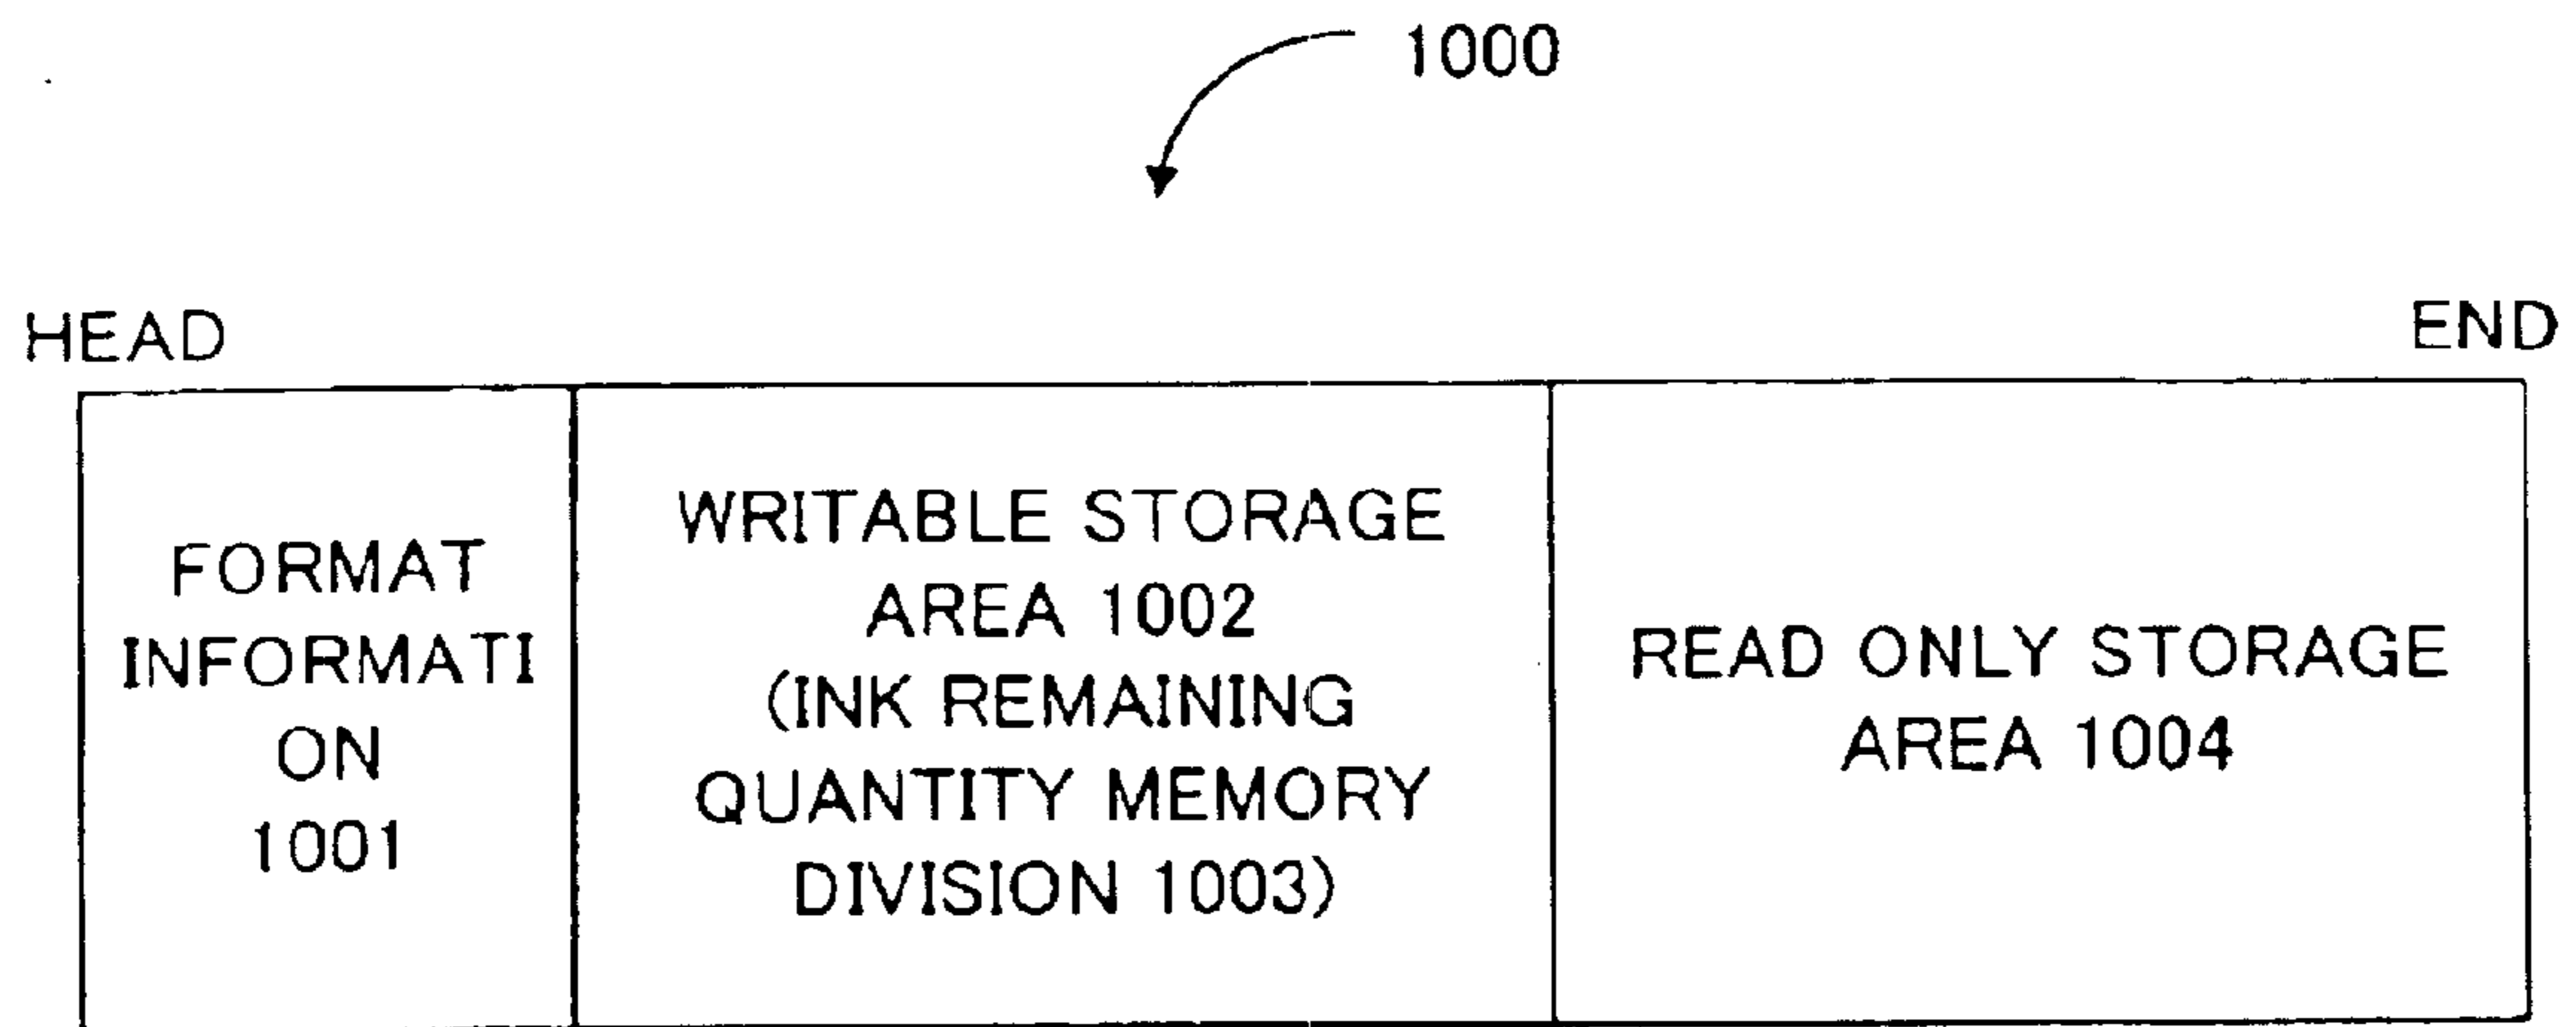 1000
HEAD
END
FORMAT
INFORMATI
ON
1001
WRITABLE STORAGE
AREA 1002
(INK REMAINING
QUANTITY MEMORY
DIVISION 1003)
READ ONLY STORAGE
AREA 1004